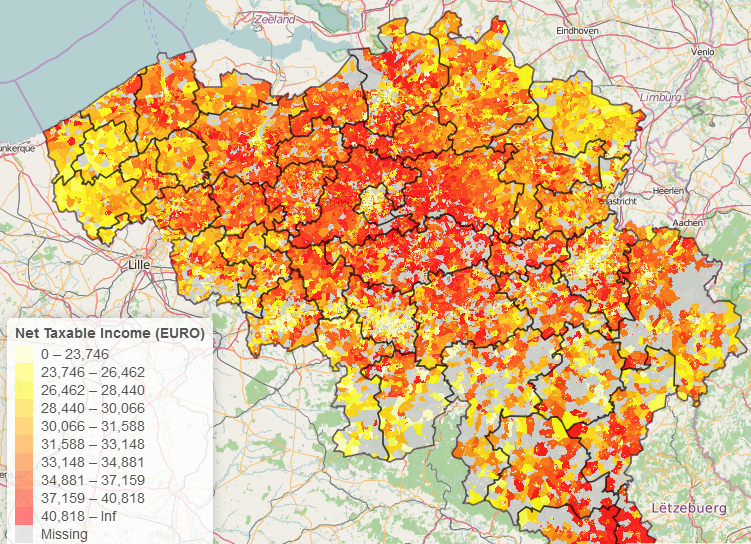 Zeeland
Eindhoven
Venlo
Limburg
Heerlen
Aachen
Lille
Net Taxable Income (EURO)
0 – 23,746
23,746 – 26,462
26,462 – 28,440
28,440 – 30,066
30,066 – 31,588
31,588 – 33,148
33,148 – 34,881
34,881 – 37,159
37,159 – 40,818
40,818 – Inf
Missing
Lëtzebuerg